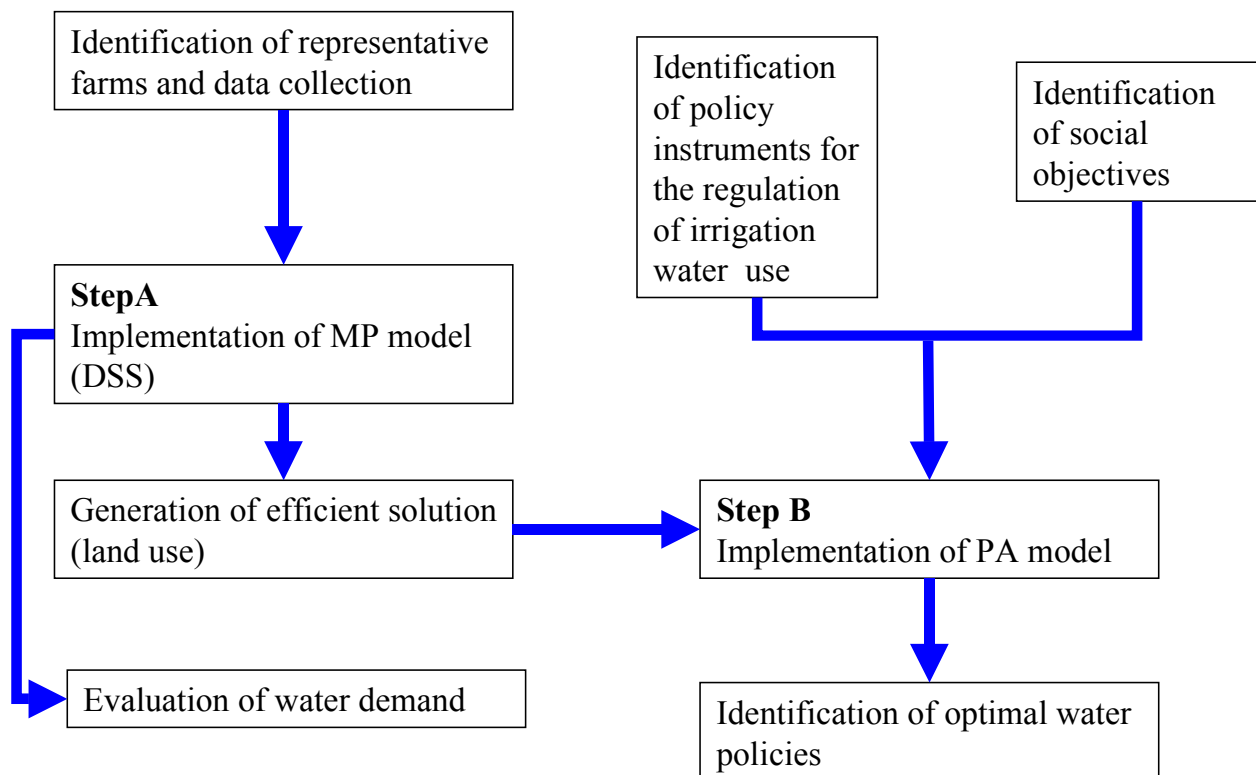 Identification of representative
farms and data collection
Identification
of policy
instruments for
the regulation
of irrigation
water use
Identification
of social
objectives
StepA
Implementation of MP model
(DSS)
Generation of efficient solution
(land use)
Step B
Implementation of PA model
Evaluation of water demand
Identification of optimal water
policies